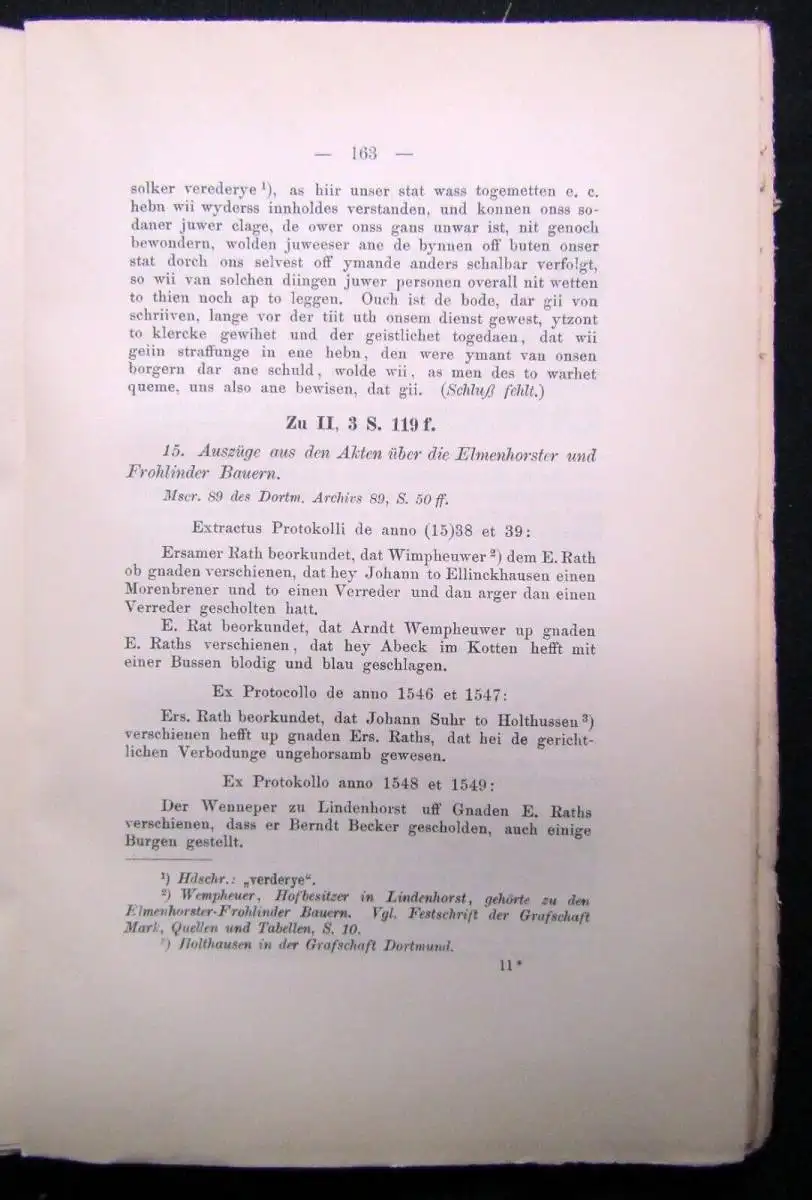 — 163 —
solker verederye ¹), as hiir unser stat wass togemetten e. c.
hebn wii wyderss innholdes verstanden, und konnen onss so-
daner juwer clage, de ower onss gans unwar ist, nit genoch
bewondern, wolden juweeser ane de bynnen off buten onser
stat dorch ons selvest off ymande anders schalbar verfolgt,
so wii van solchen diingen juwer personen overall nit wetten
to thien noch ap to leggen. Ouch ist de bode, dar gii von
schriiven, lange vor der tiit uth onsem dienst gewest, ytzont
to klercke gewihet und der geistlichet togedaen, dat wii
geiin straffunge in ene hebn, den were ymant van onsen
borgern dar ane schuld, wolde wii, as men des to warhet
queme, uns also ane bewisen, dat gii. (Schluß fehlt.)
Zu II, 3 S. 119 f.
15. Auszüge aus den Akten über die Elmenhorster und
Frohlinder Bauern.
Mscr. 89 des Dortm. Archivs 89, S. 50 ff.
Extractus Protokolli de anno (15)38 et 39:
Ersamer Rath beorkundet, dat Wimpheuwer ²) dem E. Rath
ob gnaden verschienen, dat hey Johann to Ellinckhausen einen
Morenbrener und to einen Verreder und dan arger dan einen
Verreder gescholten hatt.
E. Rat beorkundet, dat Arndt Wempheuwer up gnaden
E. Raths verschienen, dat hey Abeck im Kotten hefft mit
einer Bussen blodig und blau geschlagen.
Ex Protocollo de anno 1546 et 1547:
Ers. Rath beorkundet, dat Johann Suhr to Holthussen ³)
verschienen hefft up gnaden Ers. Raths, dat hei de gericht-
lichen Verbodunge ungehorsamb gewesen.
Ex Protokollo anno 1548 et 1549:
Der Wenneper zu Lindenhorst uff Gnaden E. Raths
verschienen, dass er Berndt Becker gescholden, auch einige
Burgen gestellt.
¹) Hdschr.: „verderye“.
²) Wempheuer, Hofbesitzer in Lindenhorst, gehörte zu den
Elmenhorster-Frohlinder Bauern. Vgl. Festschrift der Grafschaft
Mark, Quellen und Tabellen, S. 10.
³) Holthausen in der Grafschaft Dortmund.
11*